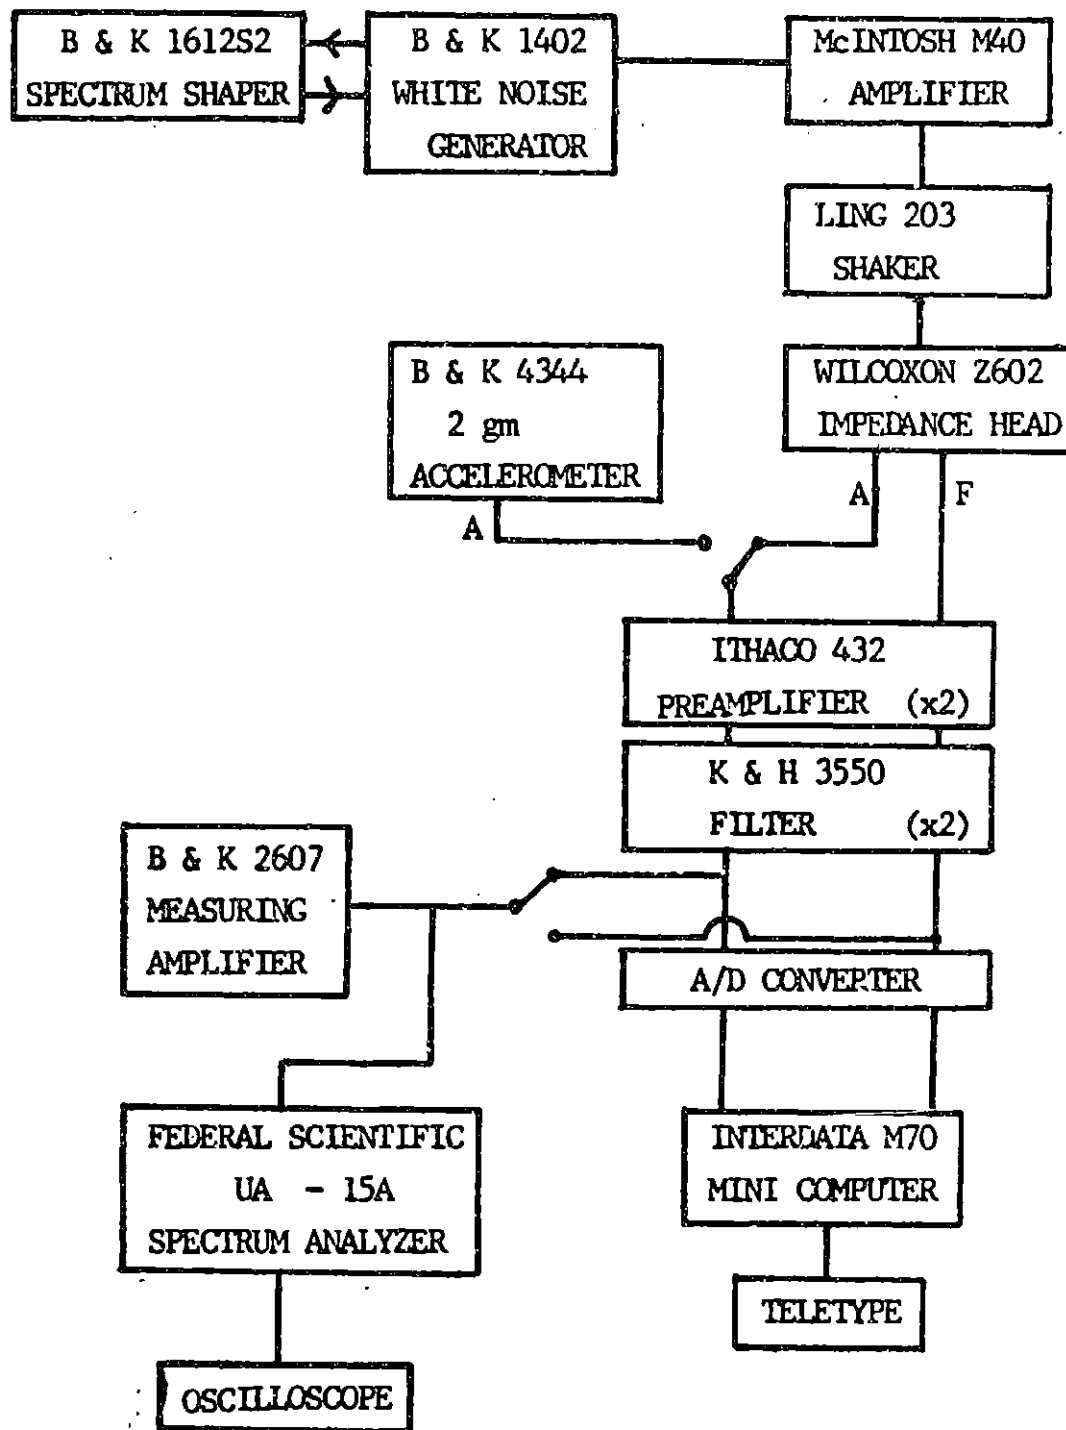 B & K 1612S2
SPECTRUM SHAPER
B & K 1402
WHITE NOISE
GENERATOR
McINTOSH M40
AMPLIFIER
LING 203
SHAKER
B & K 4344
2 gm
ACCELEROMETER
WILCOXON Z602
IMPEDANCE HEAD
A
A
F
ITHACO 432
PREAMPLIFIER (x2)
K & H 3550
FILTER (x2)
B & K 2607
MEASURING
AMPLIFIER
A/D CONVERTER
FEDERAL SCIENTIFIC
UA - 15A
SPECTRUM ANALYZER
INTERDATA M70
MINI COMPUTER
TELETYPE
OSCILLOSCOPE